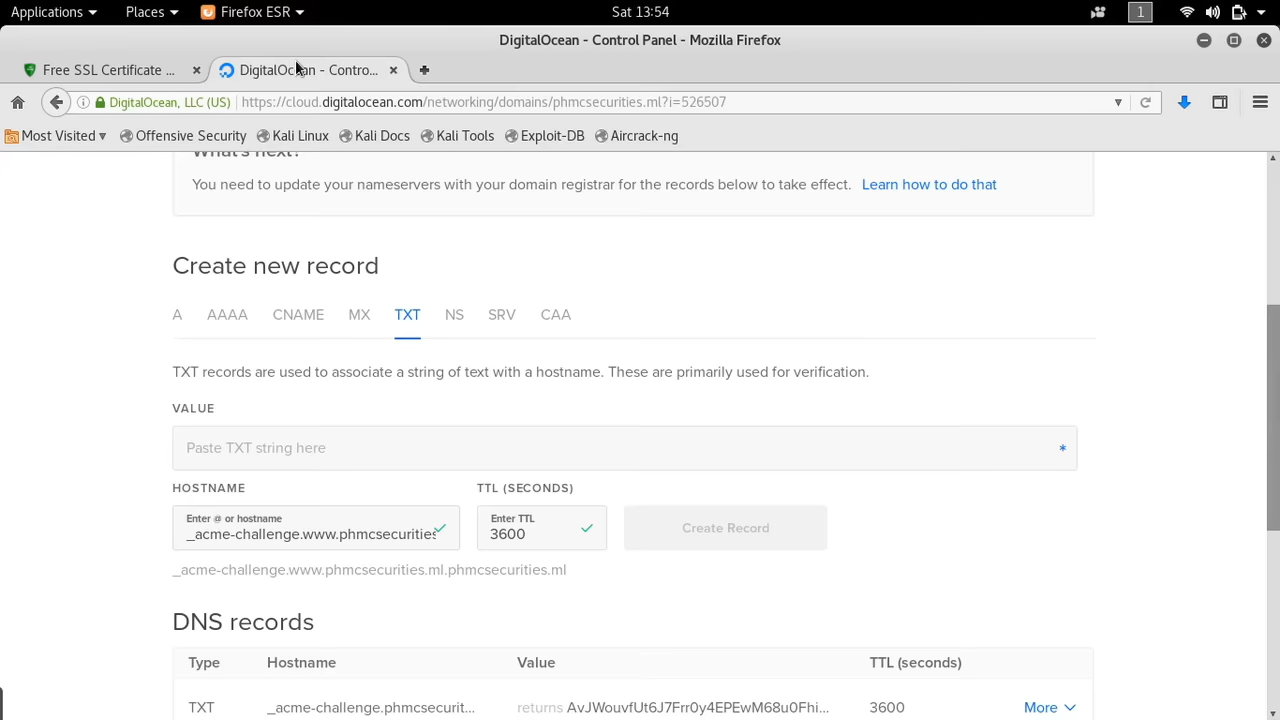 Applications Places Firefox ESR Sat 13:54 1
DigitalOcean - Control Panel - Mozilla Firefox
Free SSL Certificate ... DigitalOcean - Contro...
DigitalOcean, LLC (US) https://cloud.digitalocean.com/networking/domains/phmcsecurities.ml?i=526507
Most Visited Offensive Security Kali Linux Kali Docs Kali Tools Exploit-DB Aircrack-ng
What's next?
You need to update your nameservers with your domain registrar for the records below to take effect. Learn how to do that
Create new record
A AAAA CNAME MX TXT NS SRV CAA
TXT records are used to associate a string of text with a hostname. These are primarily used for verification.
VALUE
Paste TXT string here *
HOSTNAME TTL (SECONDS)
Enter @ or hostname Enter TTL
_acme-challenge.www.phmcsecurities 3600 Create Record
_acme-challenge.www.phmcsecurities.ml.phmcsecurities.ml
DNS records
Type Hostname Value TTL (seconds)
TXT _acme-challenge.phmcsecurit... returns AvJWouvfUt6J7Frr0y4EPEwM68u0Fhi... 3600 More